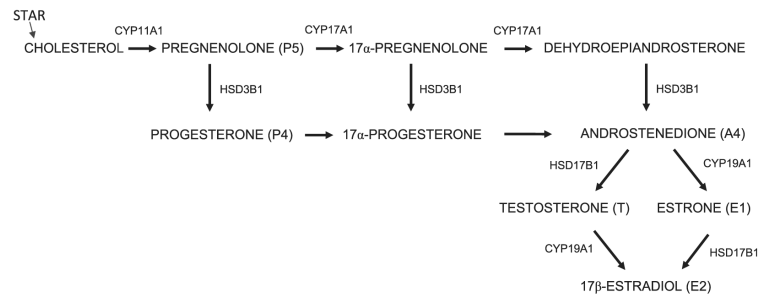 STAR
CYP11A1 CYP17A1 CYP17A1
CHOLESTEROL PREGNENOLONE (P5) 17α-PREGNENOLONE DEHYDROEPIANDROSTERONE
HSD3B1 HSD3B1 HSD3B1
PROGESTERONE (P4) 17α-PROGESTERONE ANDROSTENEDIONE (A4)
HSD17B1 CYP19A1
TESTOSTERONE (T) ESTRONE (E1)
CYP19A1 HSD17B1
17β-ESTRADIOL (E2)